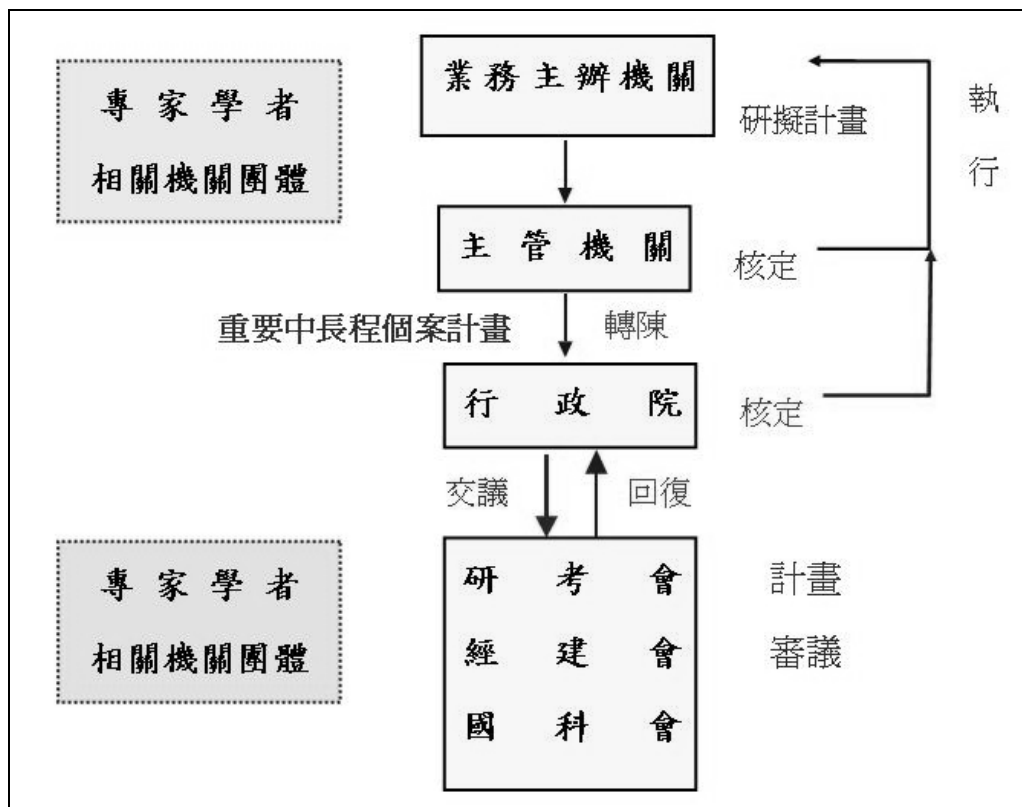 業務主辦機關
專家學者
相關機關團體
研擬計畫
執
行
主管機關
核定
重要中長程個案計畫
轉陳
行政院
核定
交議
回復
專家學者
相關機關團體
研考會
經建會
國科會
計畫
審議